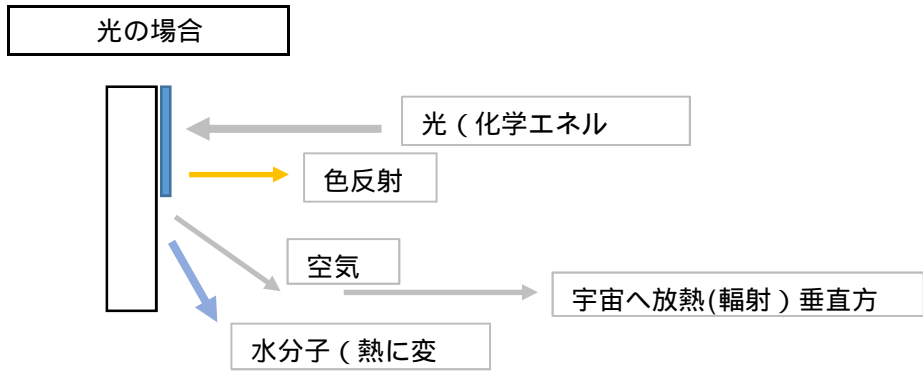 光の場合
光（化学エネル
色反射
空気
宇宙へ放熱(輻射）垂直方
水分子（熱に変